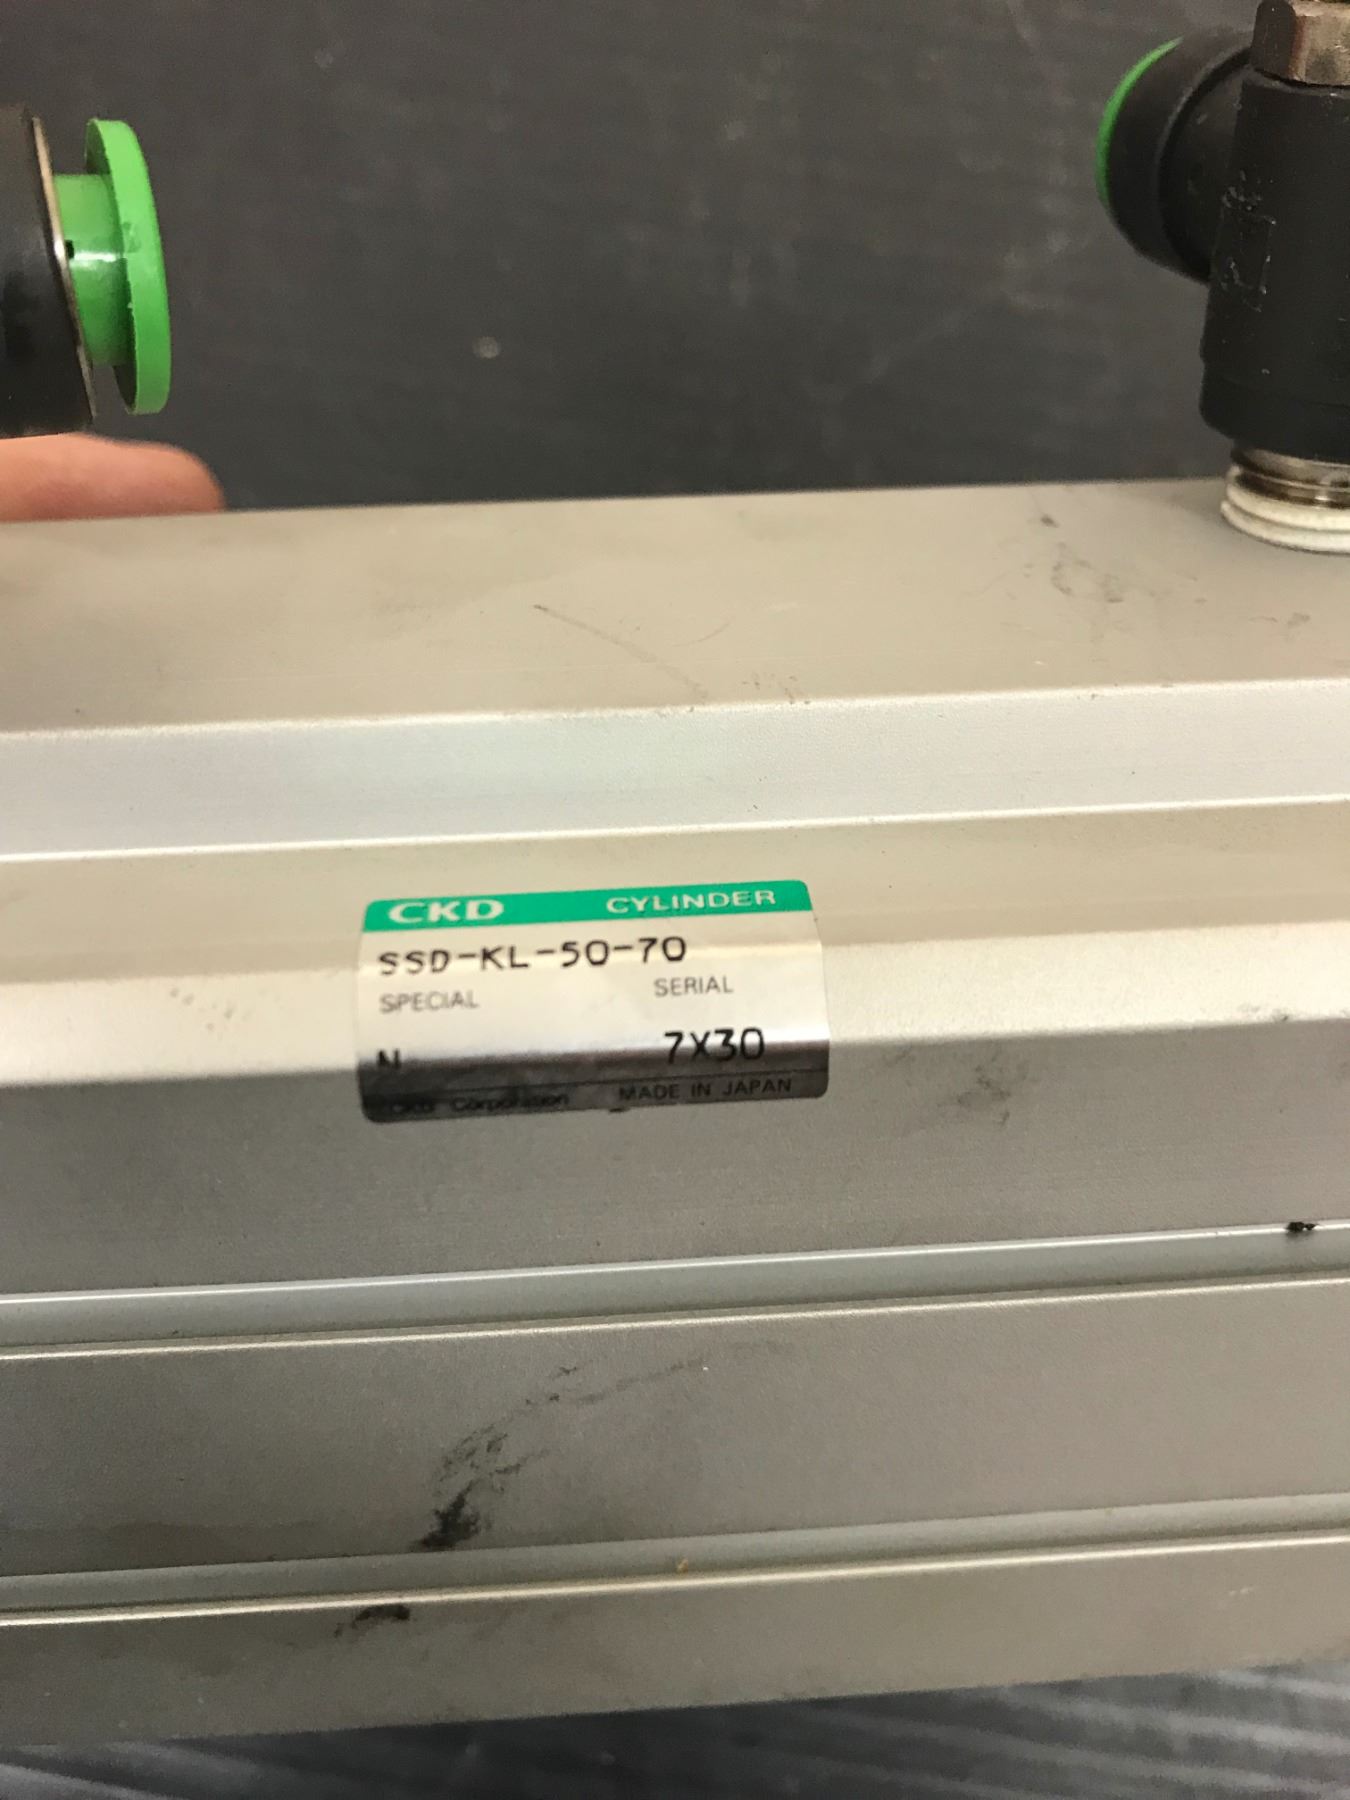 CKD CYLINDER
SSD-KL-50-70
SPECIAL SERIAL
N 7X30
CKD Corporation MADE IN JAPAN